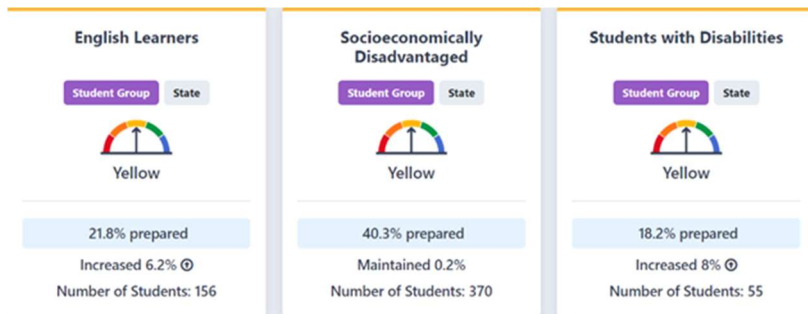 English Learners
Student Group State
Yellow
21.8% prepared
Increased 6.2%
Number of Students: 156
Socioeconomically
Disadvantaged
Student Group State
Yellow
40.3% prepared
Maintained 0.2%
Number of Students: 370
Students with Disabilities
Student Group State
Yellow
18.2% prepared
Increased 8%
Number of Students: 55